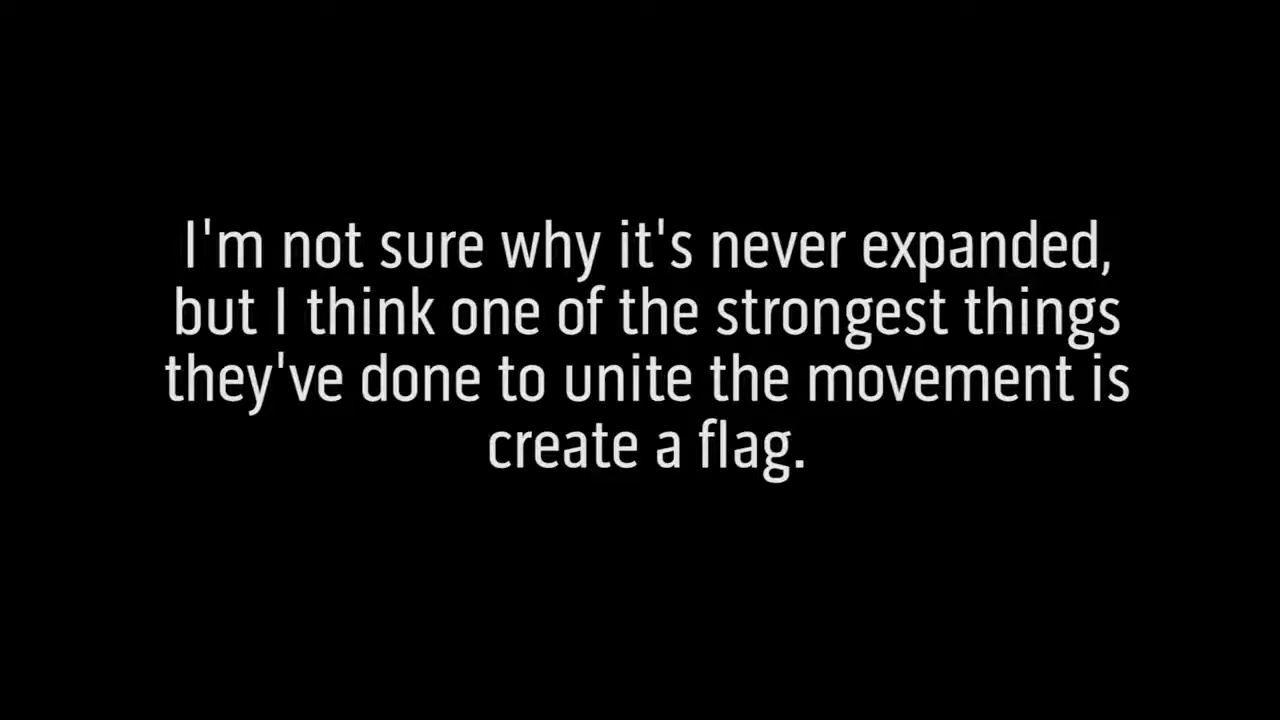 I'm not sure why it's never expanded,
but I think one of the strongest things
they've done to unite the movement is
create a flag.